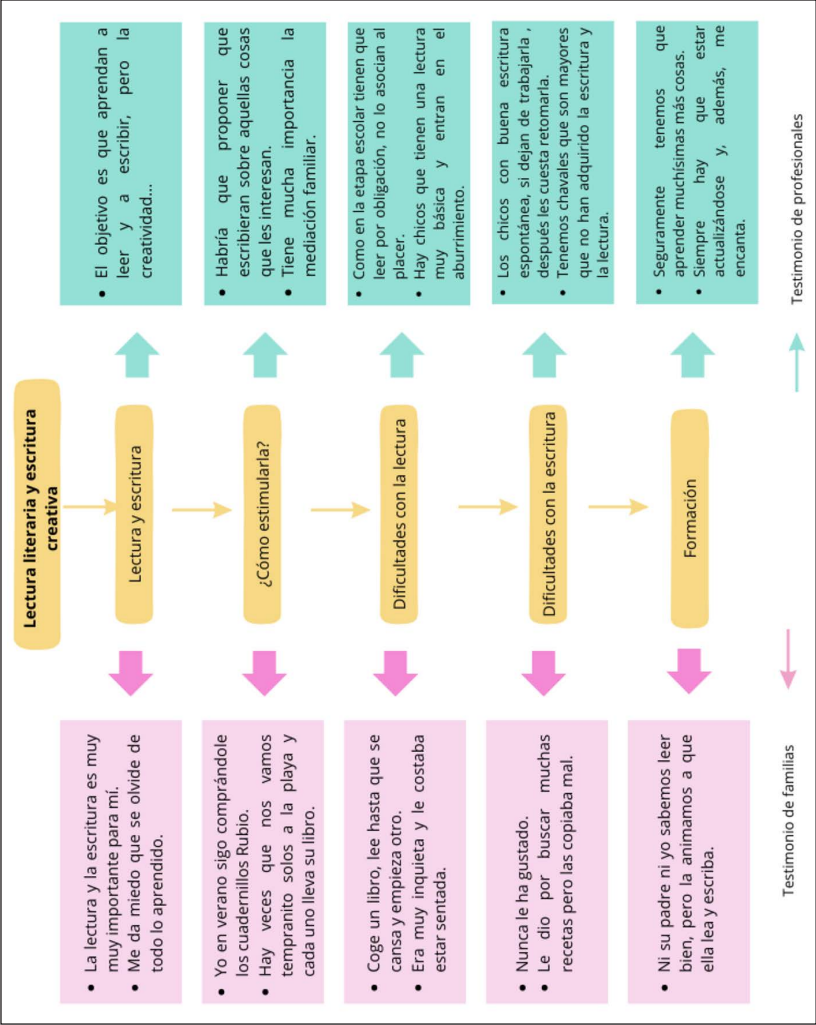 Lectura literaria y escritura
creativa
• La lectura y la escritura es muy
muy importante para mí.
• Me da miedo que se olvide de
todo lo aprendido.
Lectura y escritura
• El objetivo es que aprendan a
leer y a escribir, pero la
creatividad...
• Yo en verano sigo comprándole
los cuadernillos Rubio.
• Hay veces que nos vamos
tempranito solos a la playa y
cada uno lleva su libro.
¿Cómo estimularla?
• Habría que proponer que
escribieran sobre aquellas cosas
que les interesan.
• Tiene mucha importancia la
mediación familiar.
• Coge un libro, lee hasta que se
cansa y empieza otro.
• Era muy inquieta y le costaba
estar sentada.
Dificultades con la lectura
• Como en la etapa escolar tienen que
leer por obligación, no lo asocian al
placer.
• Hay chicos que tienen una lectura
muy básica y entran en el
aburrimiento.
• Nunca le ha gustado.
• Le dio por buscar muchas
recetas pero las copiaba mal.
Dificultades con la escritura
• Los chicos con buena escritura
espontánea, si dejan de trabajarla ,
después les cuesta retomarla.
• Tenemos chavales que son mayores
que no han adquirido la escritura y
la lectura.
• Ni su padre ni yo sabemos leer
bien, pero la animamos a que
ella lea y escriba.
Formación
• Seguramente tenemos que
aprender muchísimas más cosas.
• Siempre hay que estar
actualizándose y, además, me
encanta.
Testimonio de familias
Testimonio de profesionales